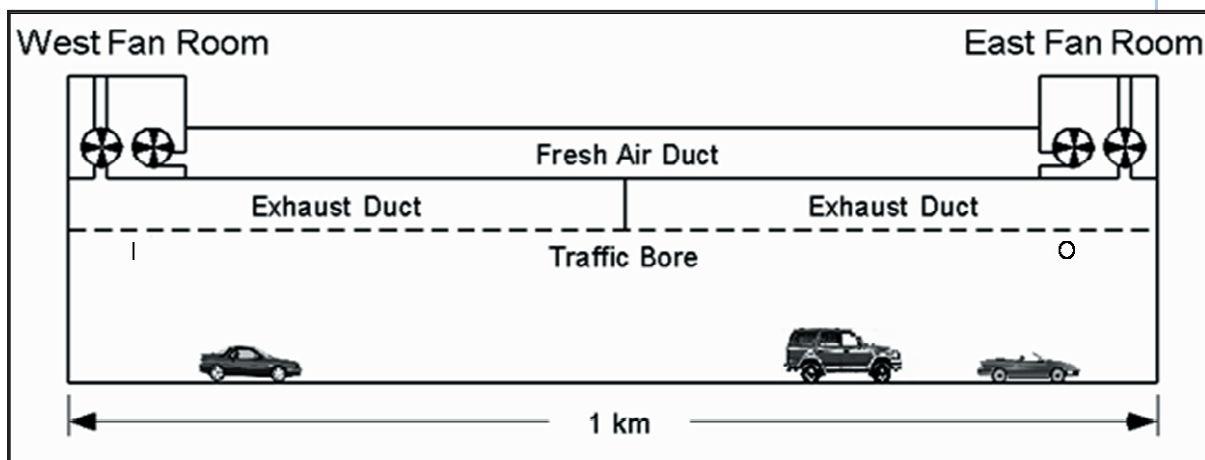 West Fan Room
East Fan Room
Fresh Air Duct
Exhaust Duct
Exhaust Duct
I
O
Traffic Bore
1 km